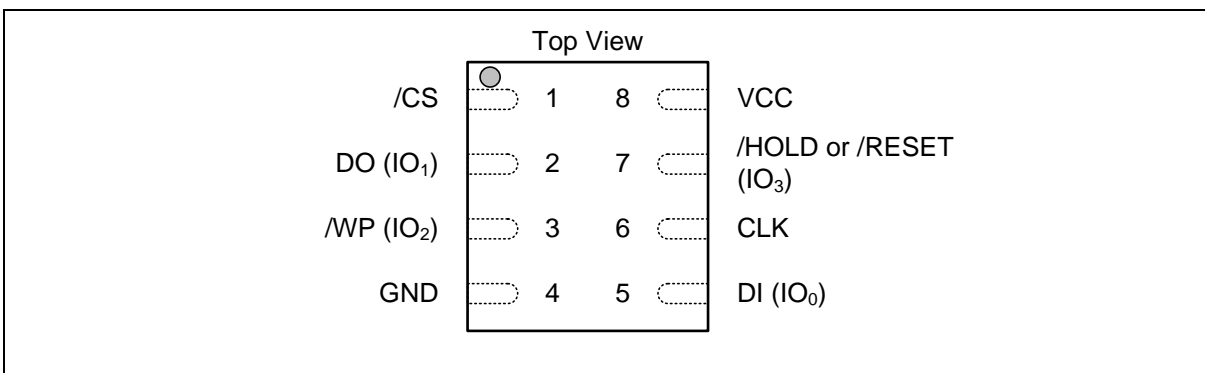 Top View
/CS 1 8 VCC
DO (IO₁) 2 7 /HOLD or /RESET
(IO₃)
/WP (IO₂) 3 6 CLK
GND 4 5 DI (IO₀)